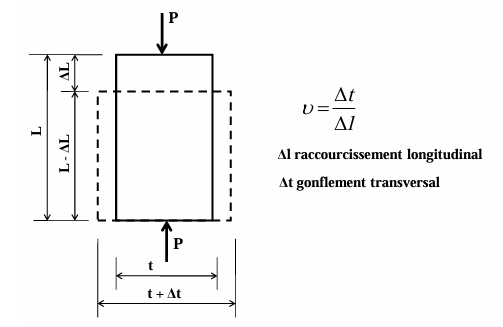 P
ΔL
L
L - ΔL
υ = Δt / Δl
Δl raccourcissement longitudinal
Δt gonflement transversal
P
t
t + Δt